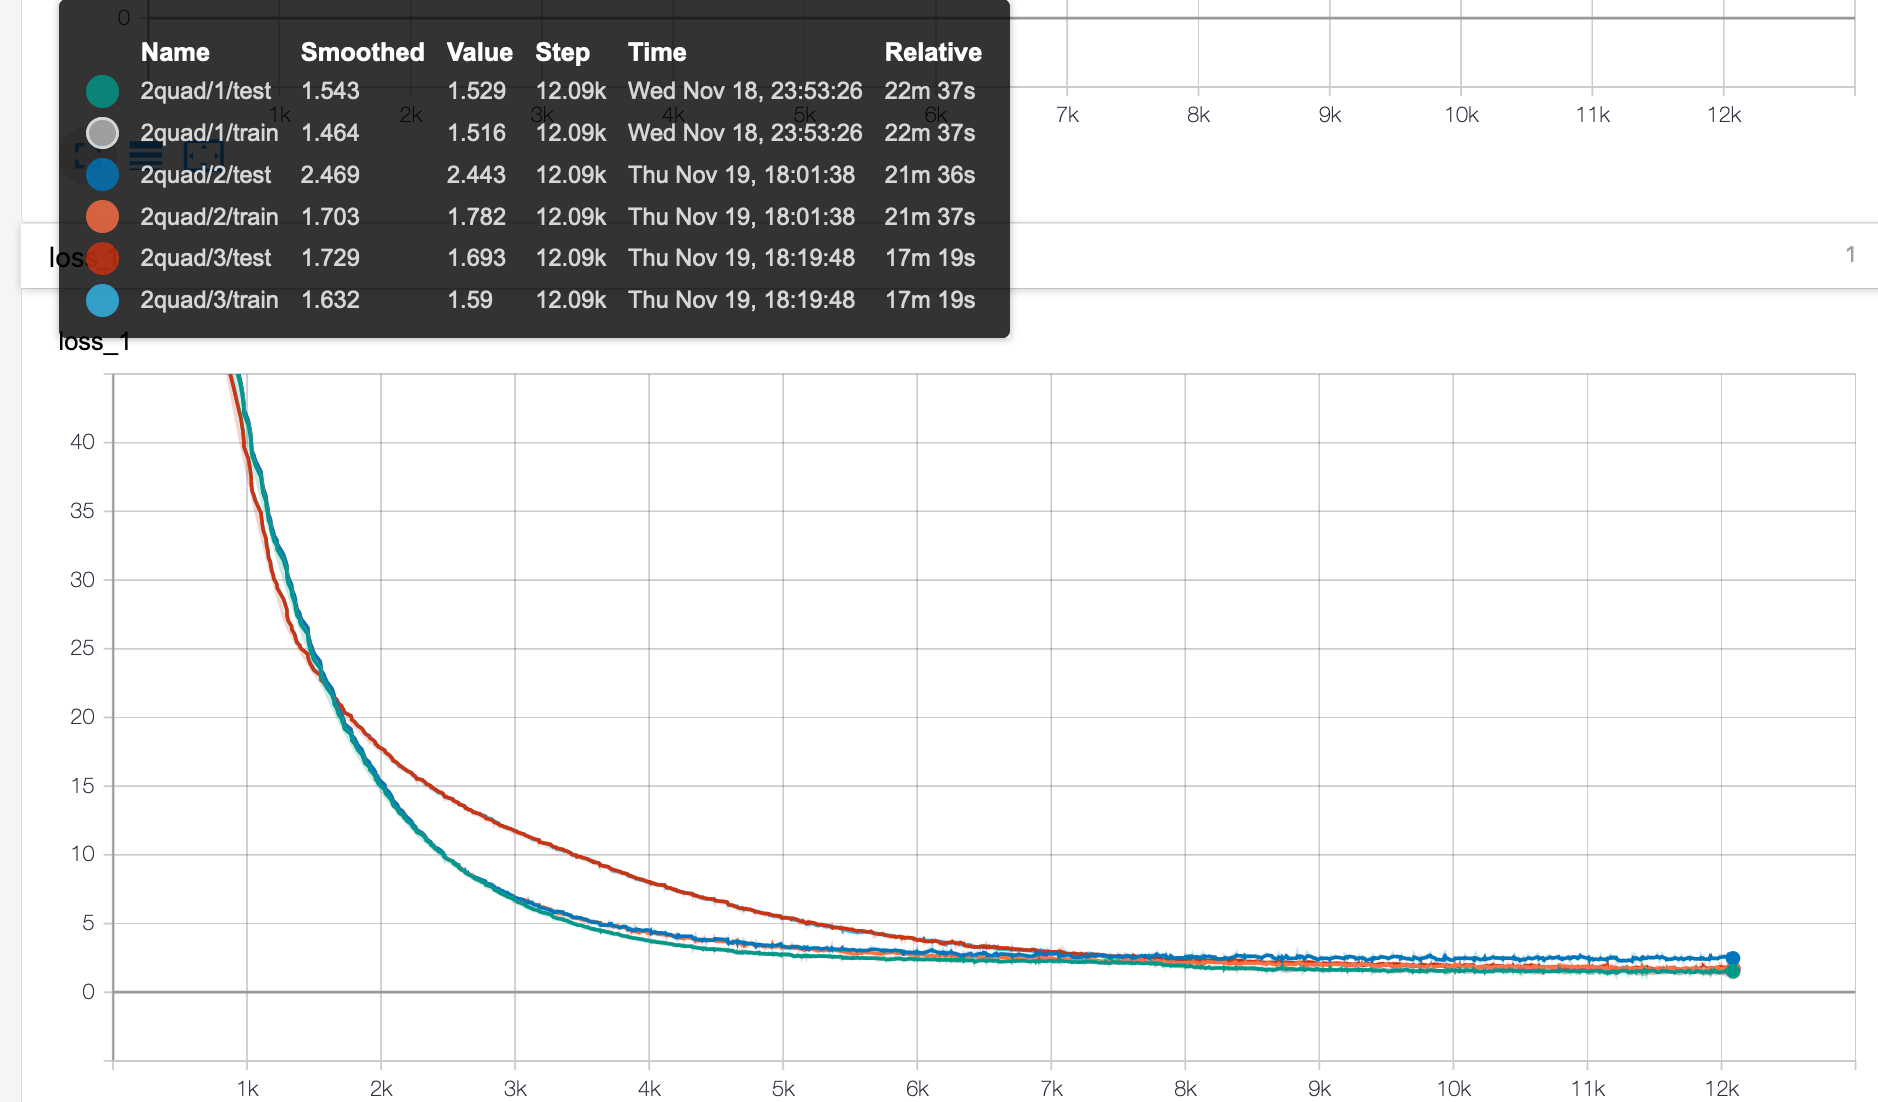 0
Name Smoothed Value Step Time Relative
2quad/1/test 1.543 1.529 12.09k Wed Nov 18, 23:53:26 22m 37s
1k 2k 3k 4k 5k 6k 7k 8k 9k 10k 11k 12k
2quad/1/train 1.464 1.516 12.09k Wed Nov 18, 23:53:26 22m 37s
2quad/2/test 2.469 2.443 12.09k Thu Nov 19, 18:01:38 21m 36s
2quad/2/train 1.703 1.782 12.09k Thu Nov 19, 18:01:38 21m 37s
loss_1 1
2quad/3/test 1.729 1.693 12.09k Thu Nov 19, 18:19:48 17m 19s
2quad/3/train 1.632 1.59 12.09k Thu Nov 19, 18:19:48 17m 19s
loss_1
40
35
30
25
20
15
10
5
0
1k 2k 3k 4k 5k 6k 7k 8k 9k 10k 11k 12k